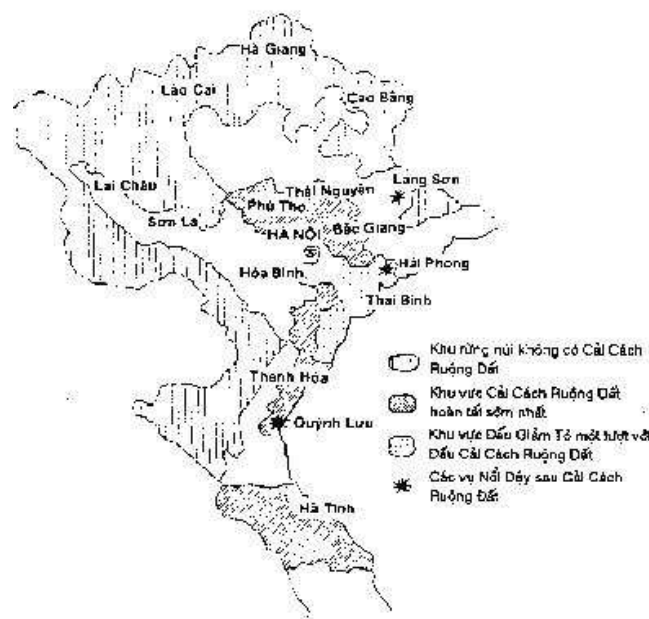 Hà Giang
Lào Cai
Cao Bằng
Lai Châu
Sơn La
Thái Nguyên
Phú Thọ
Lạng Sơn
Bắc Giang
HÀ NỘI
Hải Phong
Hòa Bình
Thai Bình
Thanh Hóa
Quỳnh Lưu
Hà Tĩnh
Khu rừng núi không có Cải Cách
Ruộng Đất
Khu vực Cải Cách Ruộng Đất
hoàn tất sớm nhất
Khu vực Đấu Giảm Tô một lượt với
Đấu Cải Cách Ruộng Đất
Các vụ Nổi Dậy sau Cải Cách
Ruộng Đất